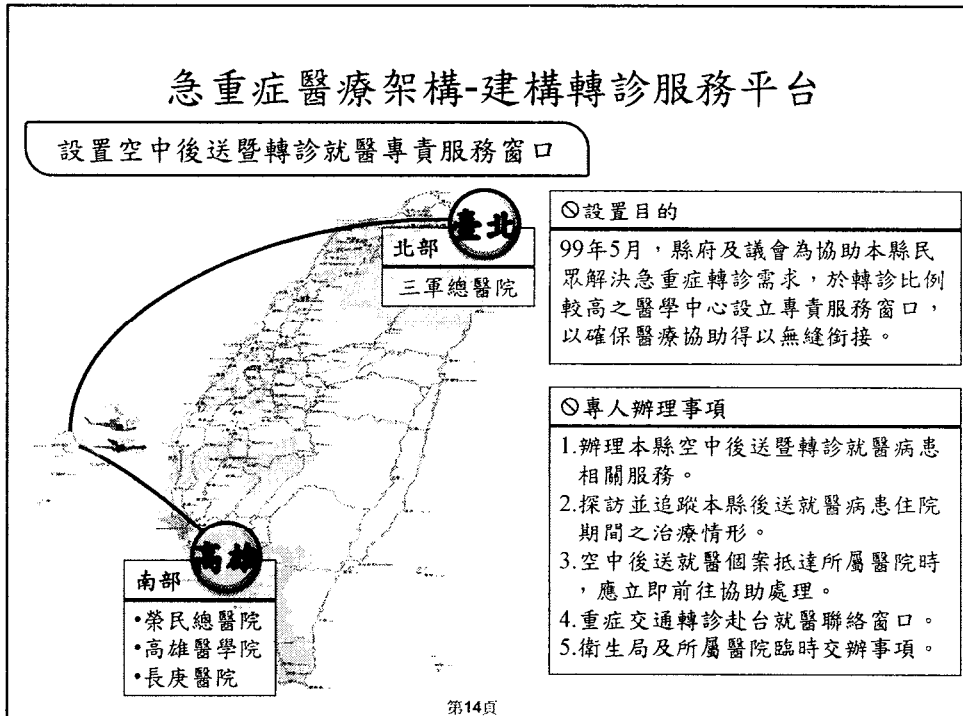 急重症醫療架構-建構轉診服務平台
設置空中後送暨轉診就醫專責服務窗口
臺北
北部
三軍總醫院
高雄
南部
•榮民總醫院
•高雄醫學院
•長庚醫院
設置目的
99年5月，縣府及議會為協助本縣民
眾解決急重症轉診需求，於轉診比例
較高之醫學中心設立專責服務窗口，
以確保醫療協助得以無縫銜接。
專人辦理事項
1.辦理本縣空中後送暨轉診就醫病患
相關服務。
2.探訪並追蹤本縣後送就醫病患住院
期間之治療情形。
3.空中後送就醫個案抵達所屬醫院時
，應立即前往協助處理。
4.重症交通轉診赴台就醫聯絡窗口。
5.衛生局及所屬醫院臨時交辦事項。
第14頁